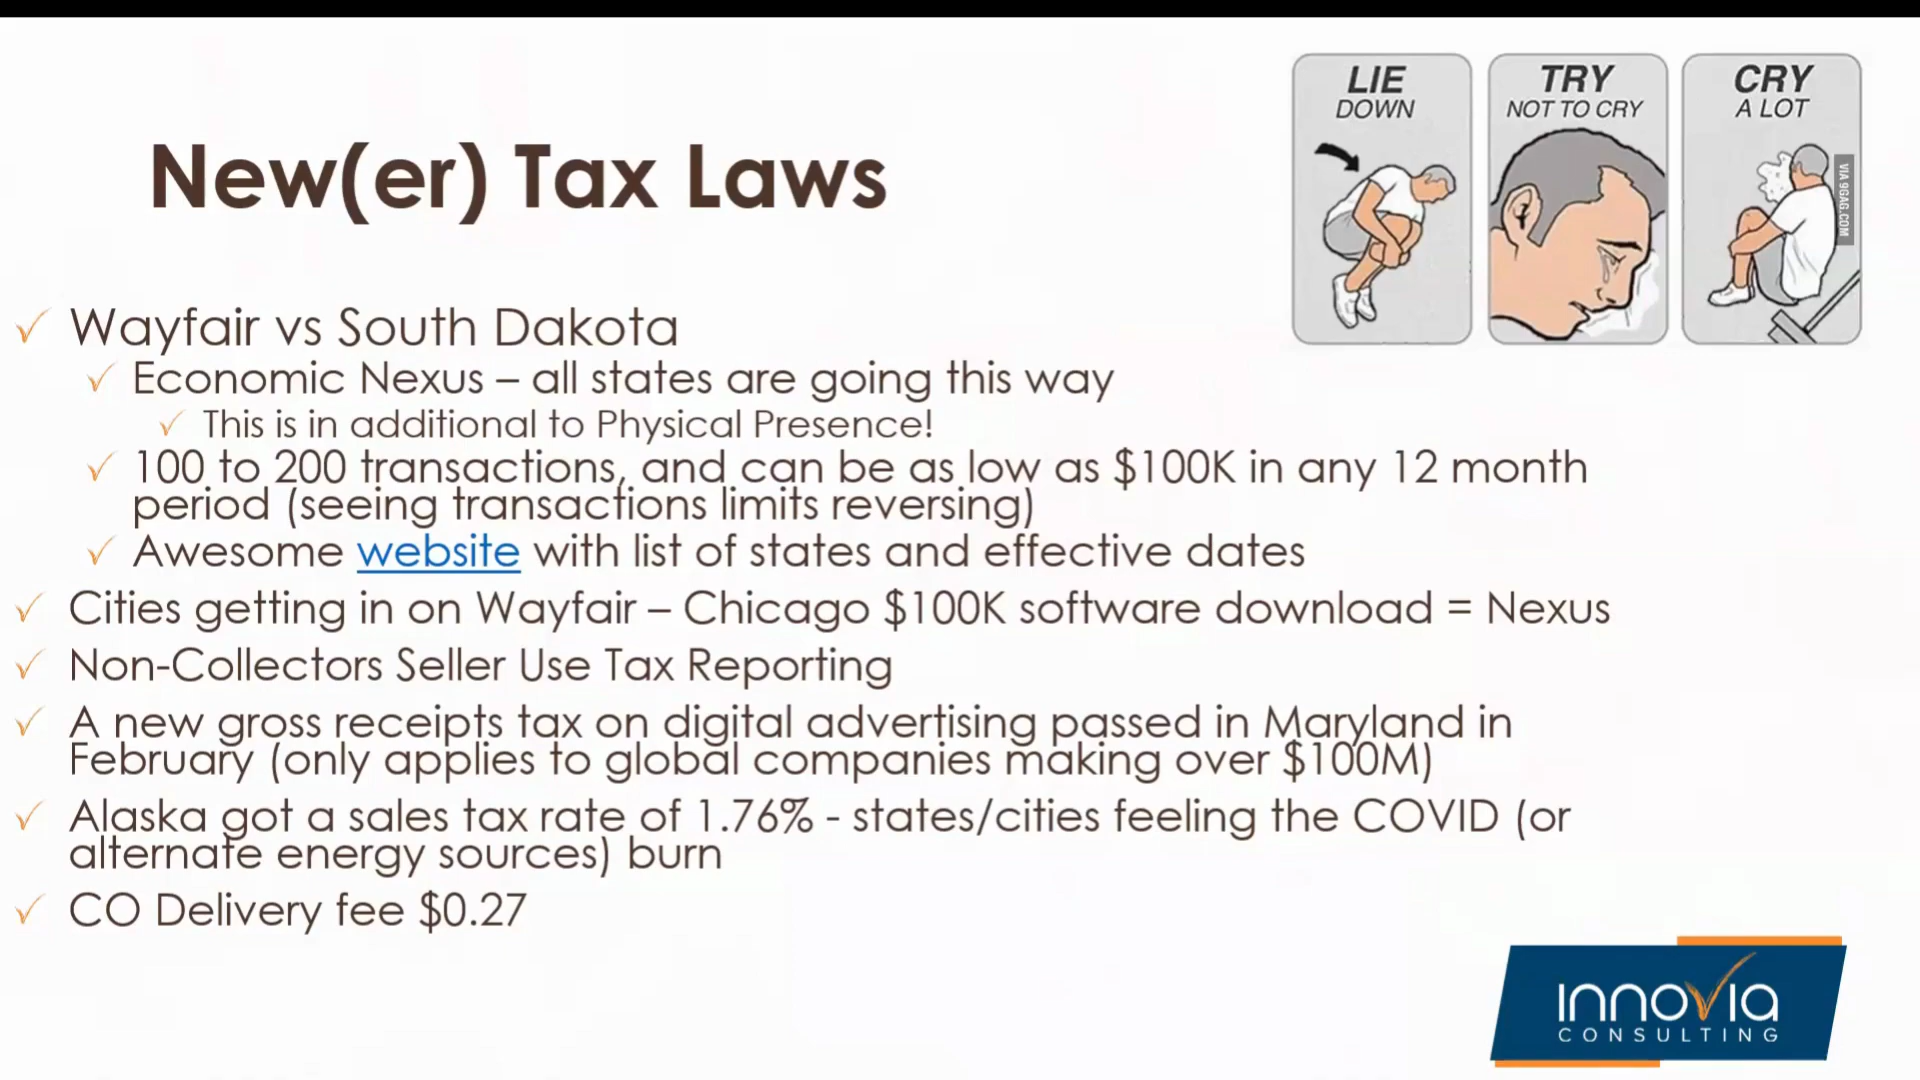 LIE
DOWN
TRY
NOT TO CRY
CRY
A LOT
VIA 9GAG.COM
New(er) Tax Laws
Wayfair vs South Dakota
Economic Nexus – all states are going this way
This is in additional to Physical Presence!
100 to 200 transactions, and can be as low as $100K in any 12 month
period (seeing transactions limits reversing)
Awesome website with list of states and effective dates
Cities getting in on Wayfair – Chicago $100K software download = Nexus
Non-Collectors Seller Use Tax Reporting
A new gross receipts tax on digital advertising passed in Maryland in
February (only applies to global companies making over $100M)
Alaska got a sales tax rate of 1.76% - states/cities feeling the COVID (or
alternate energy sources) burn
CO Delivery fee $0.27
innovia
CONSULTING